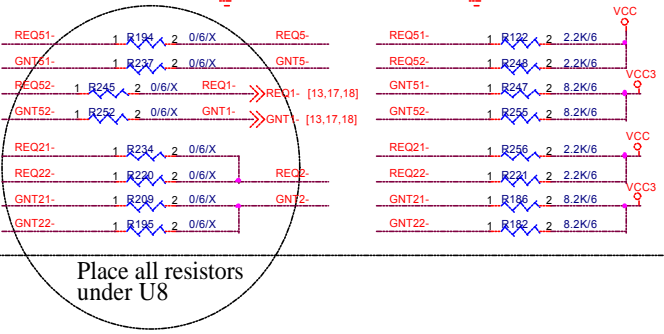 VCC
REQ51- 1 R194 2 0/6/X REQ5- REQ51- 1 R122 2 2.2K/6
GNT51- 1 R237 2 0/6/X GNT5- REQ52- 1 R248 2 2.2K/6
VCC3
REQ52- 1 R245 2 0/6/X REQ1- REQ1- [13,17,18] GNT51- 1 R247 2 8.2K/6
GNT52- 1 R252 2 0/6/X GNT1- GNT1- [13,17,18] GNT52- 1 R255 2 8.2K/6
VCC
REQ21- 1 R234 2 0/6/X REQ21- 1 R256 2 2.2K/6
REQ22- 1 R220 2 0/6/X REQ2- REQ22- 1 R221 2 2.2K/6
VCC3
GNT21- 1 R209 2 0/6/X GNT2- GNT21- 1 R186 2 8.2K/6
GNT22- 1 R195 2 0/6/X GNT22- 1 R182 2 8.2K/6
Place all resistors
under U8